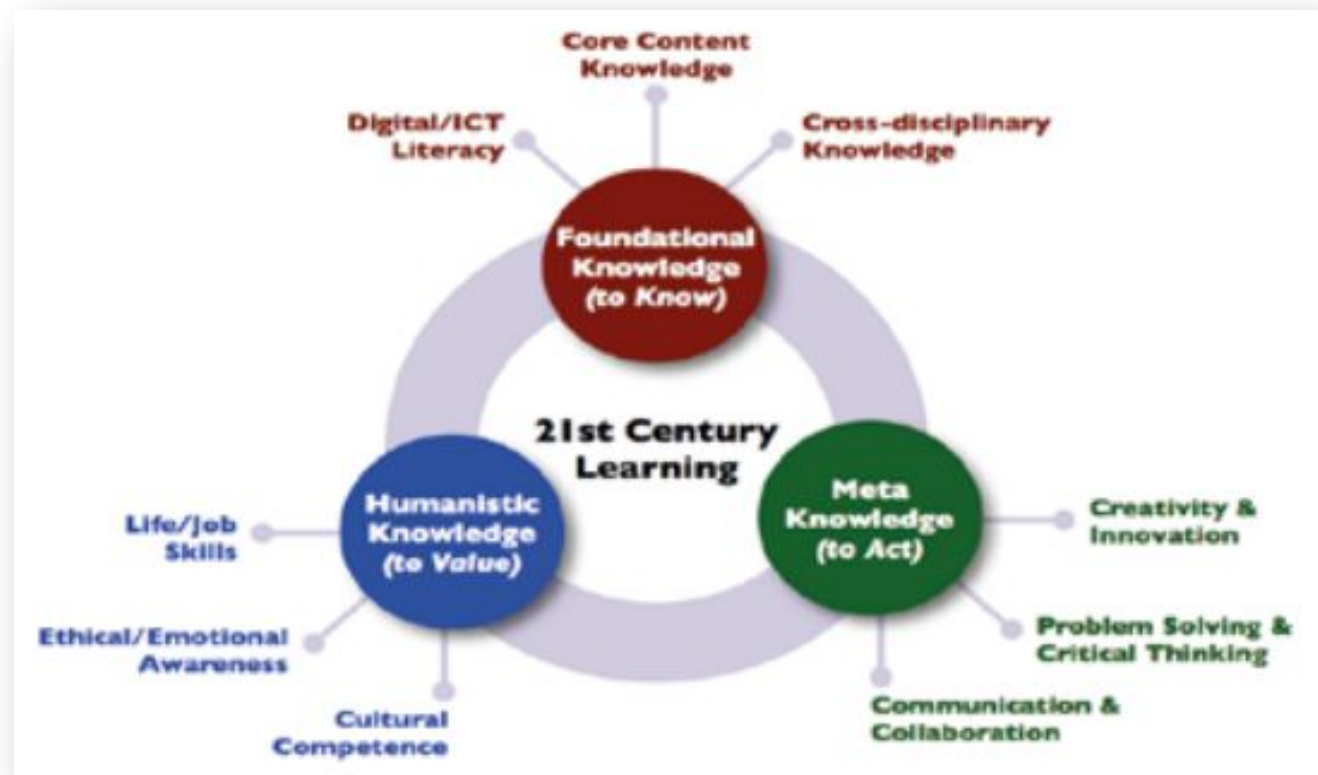 Core Content
Knowledge
Digital/ICT
Literacy
Cross-disciplinary
Knowledge
Foundational
Knowledge
(to Know)
21st Century
Learning
Humanistic
Knowledge
(to Value)
Meta
Knowledge
(to Act)
Life/Job
Skills
Ethical/Emotional
Awareness
Cultural
Competence
Creativity &
Innovation
Problem Solving &
Critical Thinking
Communication &
Collaboration